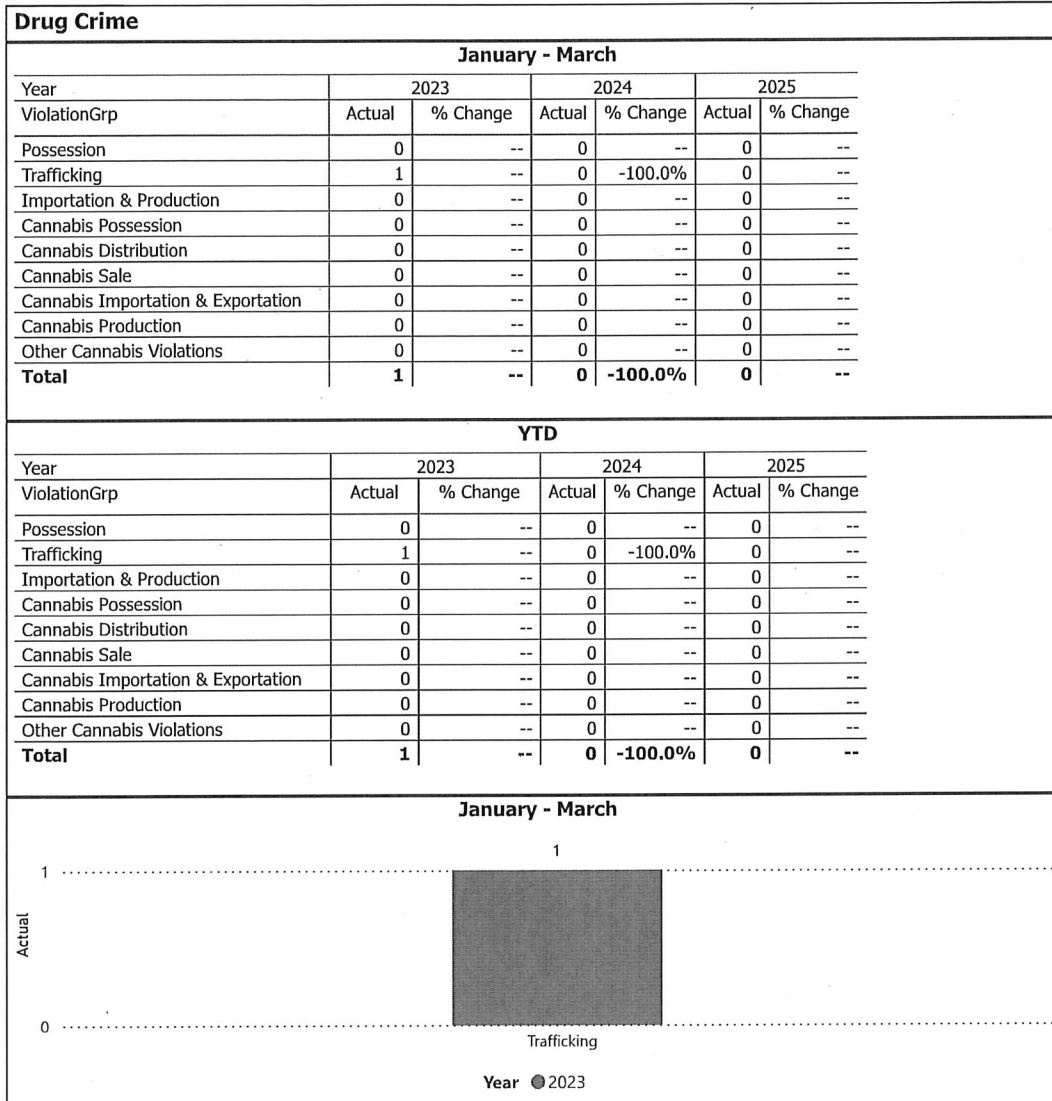 Drug Crime
January - March
Year 2023 2024 2025
ViolationGrp Actual % Change Actual % Change Actual % Change
Possession 0 -- 0 -- 0 --
Trafficking 1 -- 0 -100.0% 0 --
Importation & Production 0 -- 0 -- 0 --
Cannabis Possession 0 -- 0 -- 0 --
Cannabis Distribution 0 -- 0 -- 0 --
Cannabis Sale 0 -- 0 -- 0 --
Cannabis Importation & Exportation 0 -- 0 -- 0 --
Cannabis Production 0 -- 0 -- 0 --
Other Cannabis Violations 0 -- 0 -- 0 --
Total 1 -- 0 -100.0% 0 --
YTD
Year 2023 2024 2025
ViolationGrp Actual % Change Actual % Change Actual % Change
Possession 0 -- 0 -- 0 --
Trafficking 1 -- 0 -100.0% 0 --
Importation & Production 0 -- 0 -- 0 --
Cannabis Possession 0 -- 0 -- 0 --
Cannabis Distribution 0 -- 0 -- 0 --
Cannabis Sale 0 -- 0 -- 0 --
Cannabis Importation & Exportation 0 -- 0 -- 0 --
Cannabis Production 0 -- 0 -- 0 --
Other Cannabis Violations 0 -- 0 -- 0 --
Total 1 -- 0 -100.0% 0 --
January - March
1
1
Actual
0
Trafficking
Year 2023